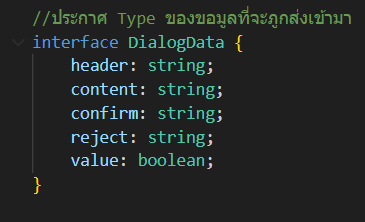 //ประกาศ Type ของขอมูลที่จะภูกส่งเข้ามา
interface DialogData {
header: string;
content: string;
confirm: string;
reject: string;
value: boolean;
}